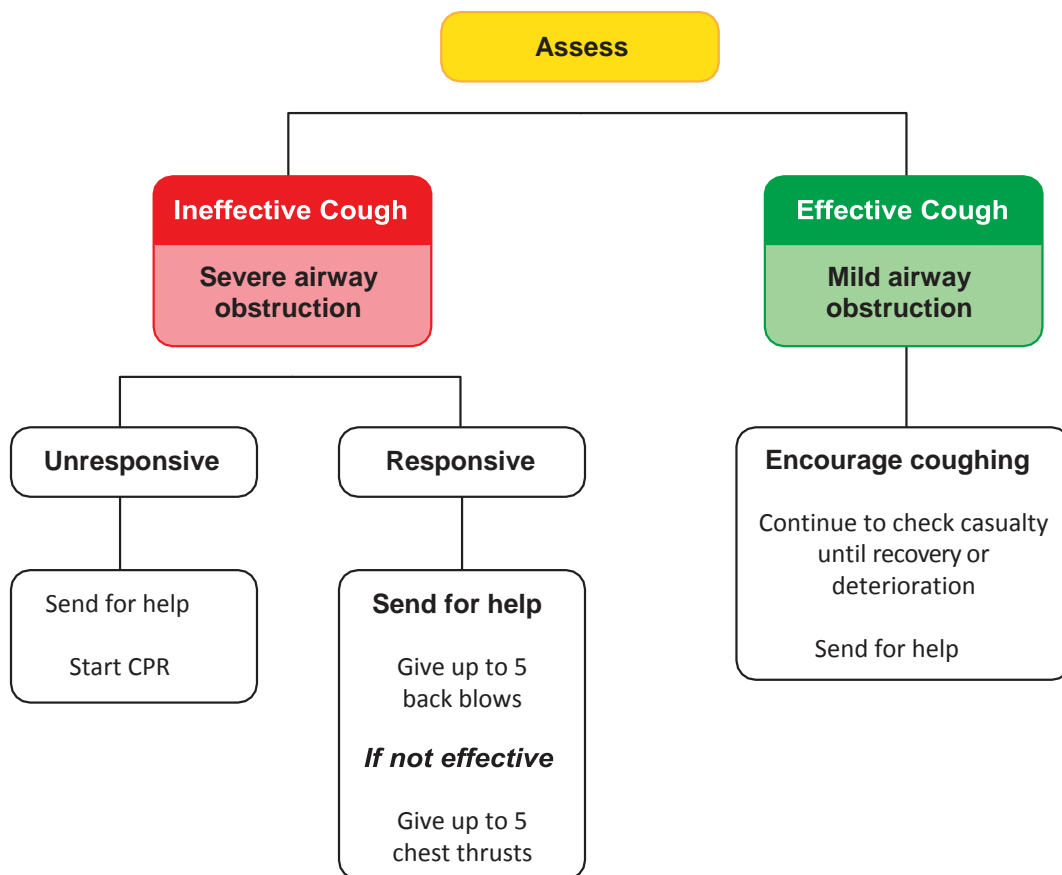 Assess
Ineffective Cough
Severe airway
obstruction
Effective Cough
Mild airway
obstruction
Unresponsive
Send for help
Start CPR
Responsive
Send for help
Give up to 5
back blows
If not effective
Give up to 5
chest thrusts
Encourage coughing
Continue to check casualty
until recovery or
deterioration
Send for help